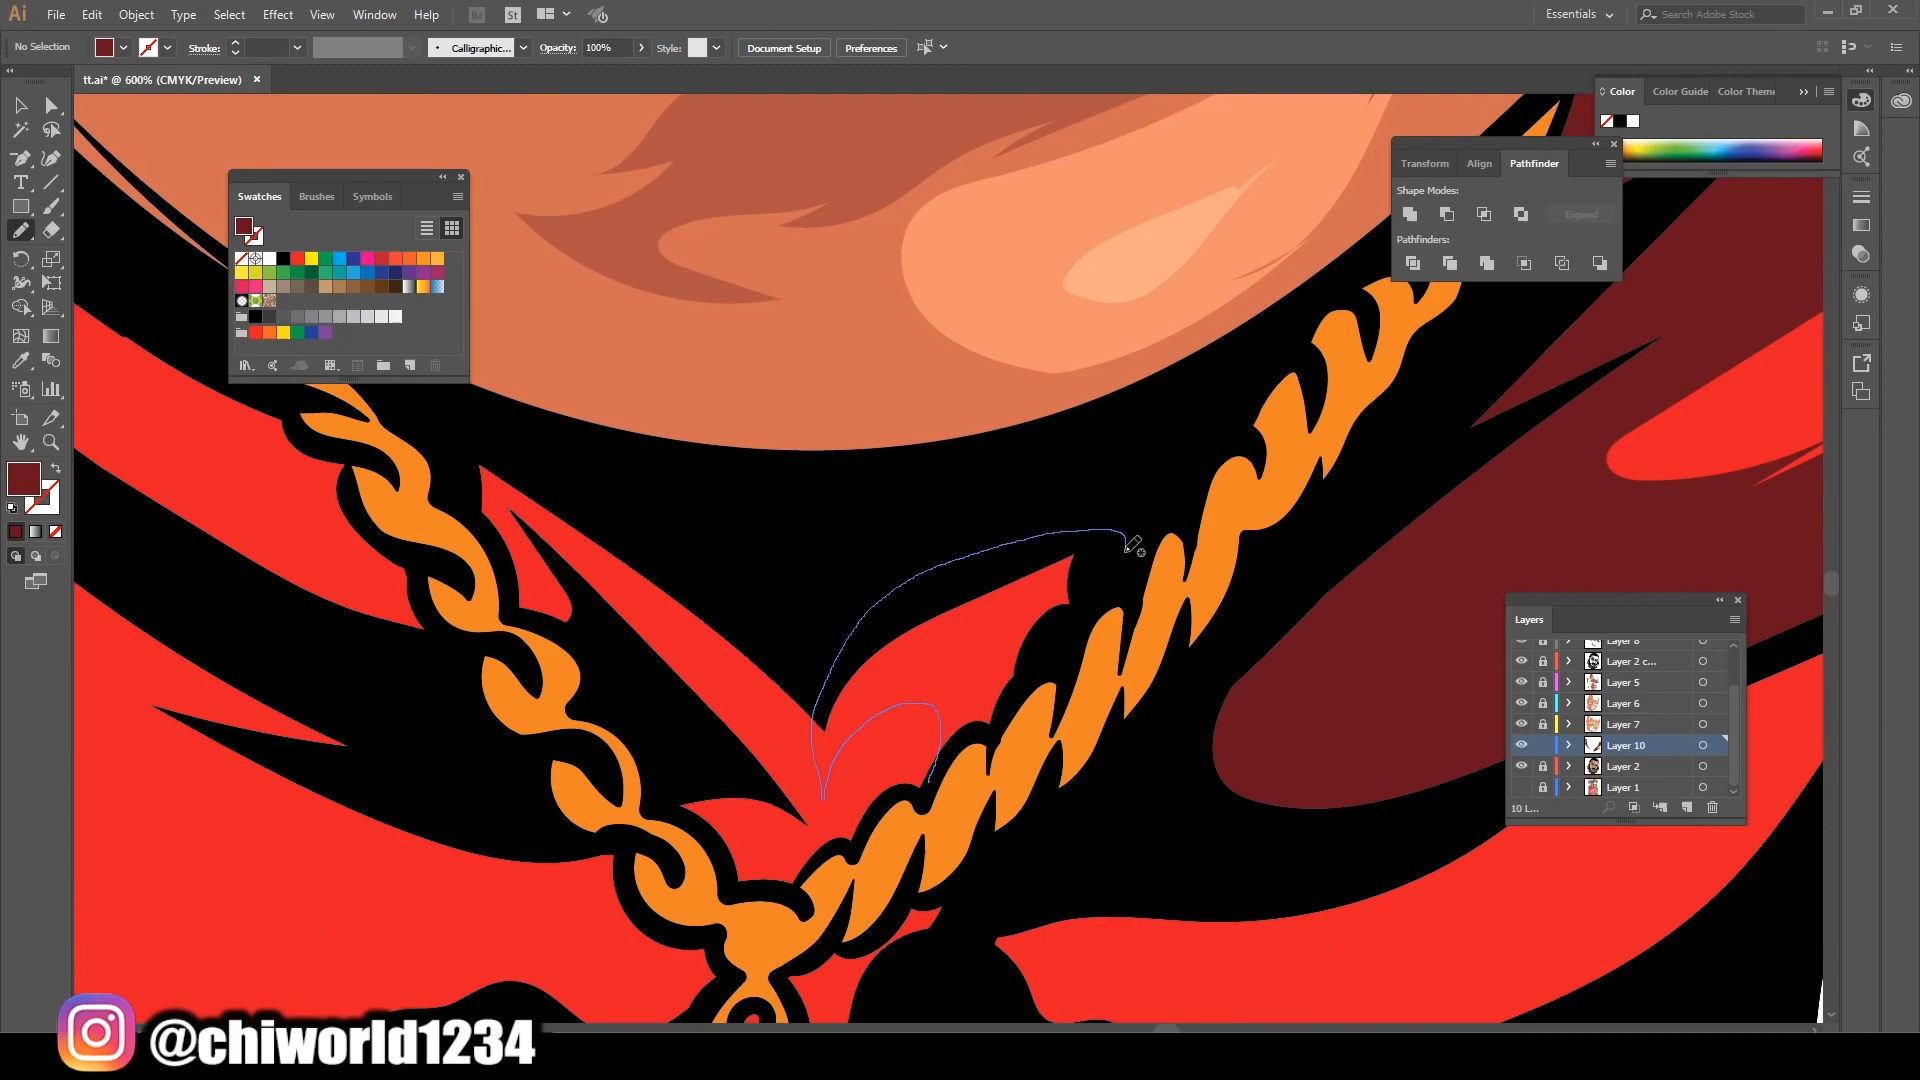 Ai File Edit Object Type Select Effect View Window Help Br St Essentials Search Adobe Stock
No Selection Stroke: Calligraphic... Opacity: 100% Style: Document Setup Preferences
tt.ai* @ 600% (CMYK/Preview)
Color Color Guide Color Theme
Transform Align Pathfinder
Shape Modes:
Expand
Pathfinders:
Swatches Brushes Symbols
Layers
Layer 8
Layer 2 c...
Layer 5
Layer 6
Layer 7
Layer 10
Layer 2
Layer 1
10 L...
@chiworld1234